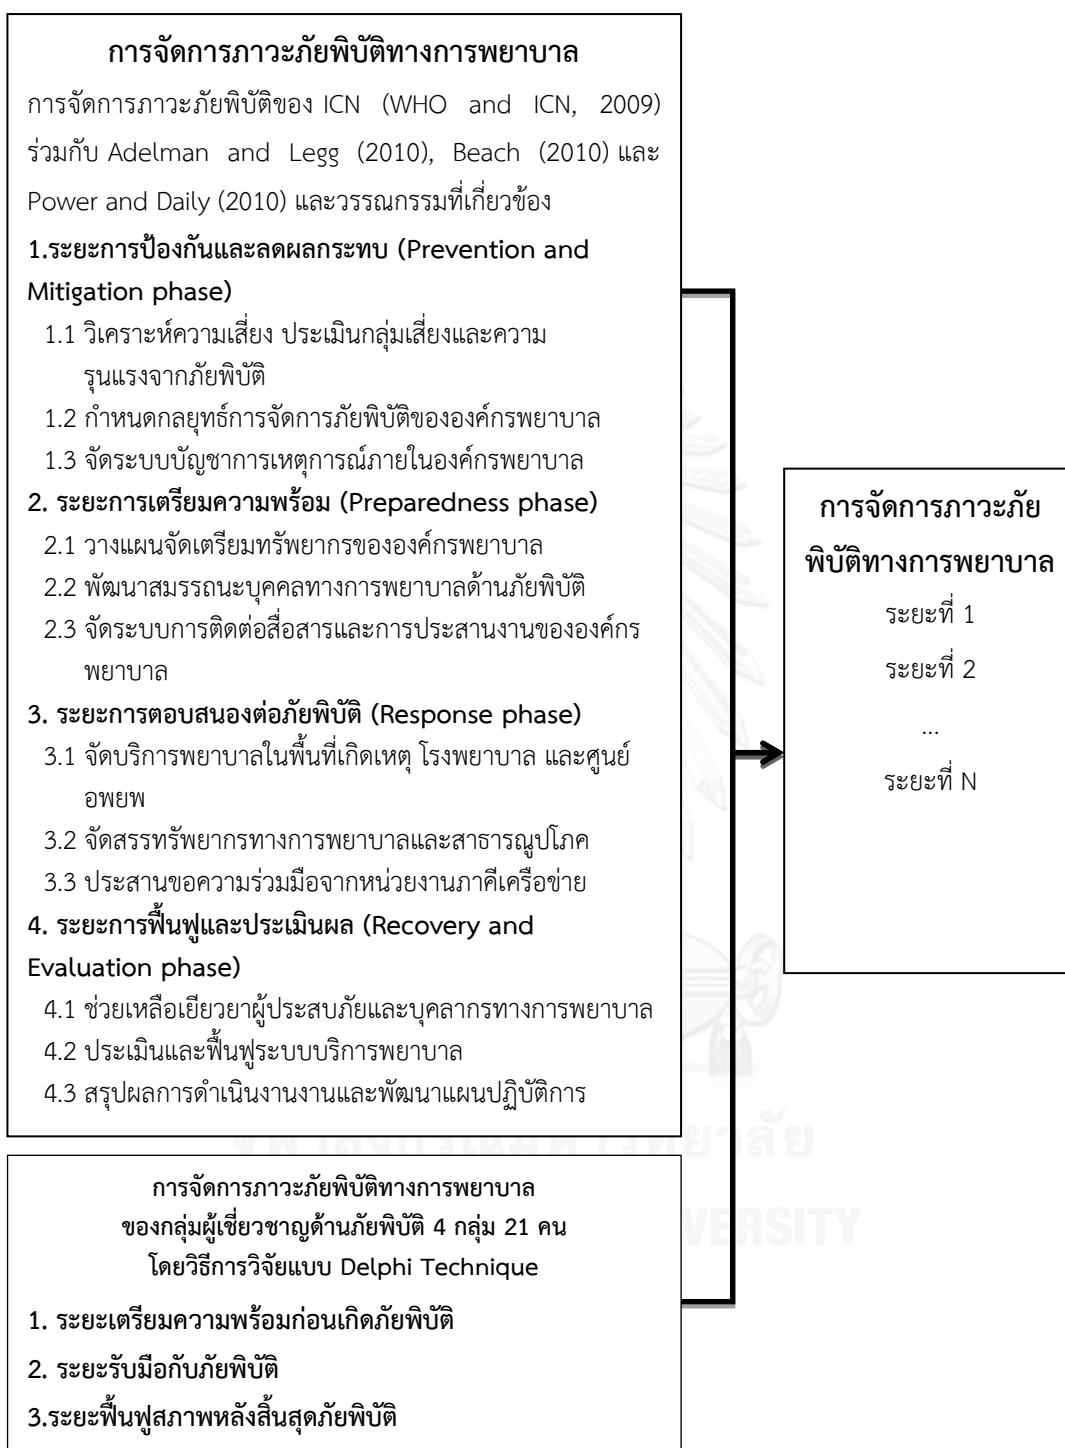 การจัดการภาวะภัยพิบัติทางการพยาบาล
การจัดการภาวะภัยพิบัติของ ICN (WHO and ICN, 2009)
ร่วมกับ Adelman and Legg (2010), Beach (2010) และ
Power and Daily (2010) และวรรณกรรมที่เกี่ยวข้อง
1.ระยะการป้องกันและลดผลกระทบ (Prevention and
Mitigation phase)
1.1 วิเคราะห์ความเสี่ยง ประเมินกลุ่มเสี่ยงและความ
รุนแรงจากภัยพิบัติ
1.2 กำหนดกลยุทธ์การจัดการภัยพิบัติขององค์กรพยาบาล
1.3 จัดระบบบัญชาการเหตุการณ์ภายในองค์กรพยาบาล
2. ระยะการเตรียมความพร้อม (Preparedness phase)
2.1 วางแผนจัดเตรียมทรัพยากรขององค์กรพยาบาล
2.2 พัฒนาสมรรถนะบุคคลทางการพยาบาลด้านภัยพิบัติ
2.3 จัดระบบการติดต่อสื่อสารและการประสานงานขององค์กร
พยาบาล
3. ระยะการตอบสนองต่อภัยพิบัติ (Response phase)
3.1 จัดบริการพยาบาลในพื้นที่เกิดเหตุ โรงพยาบาล และศูนย์
อพยพ
3.2 จัดสรรทรัพยากรทางการพยาบาลและสาธารณูปโภค
3.3 ประสานขอความร่วมมือจากหน่วยงานภาคีเครือข่าย
4. ระยะการฟื้นฟูและประเมินผล (Recovery and
Evaluation phase)
4.1 ช่วยเหลือเยียวยาผู้ประสบภัยและบุคลากรทางการพยาบาล
4.2 ประเมินและฟื้นฟูระบบบริการพยาบาล
4.3 สรุปผลการดำเนินงานงานและพัฒนาแผนปฏิบัติการ
การจัดการภาวะภัยพิบัติทางการพยาบาล
ของกลุ่มผู้เชี่ยวชาญด้านภัยพิบัติ 4 กลุ่ม 21 คน
โดยวิธีการวิจัยแบบ Delphi Technique
1. ระยะเตรียมความพร้อมก่อนเกิดภัยพิบัติ
2. ระยะรับมือกับภัยพิบัติ
3.ระยะฟื้นฟูสภาพหลังสิ้นสุดภัยพิบัติ
การจัดการภาวะภัย
พิบัติทางการพยาบาล
ระยะที่ 1
ระยะที่ 2
...
ระยะที่ N